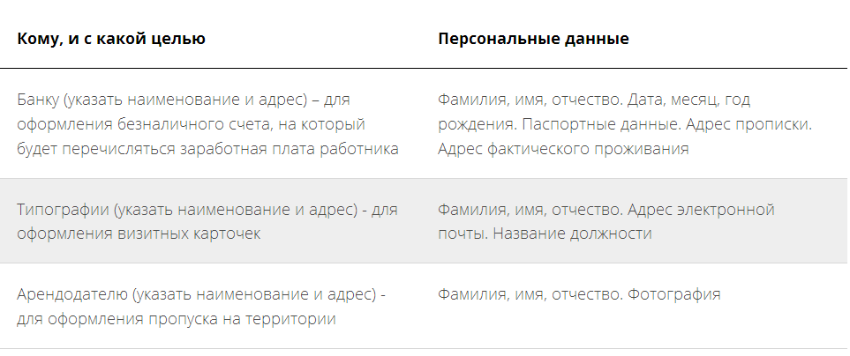 Кому, и с какой целью
Персональные данные
Банку (указать наименование и адрес) – для
оформления безналичного счета, на который
будет перечисляться заработная плата работника
Фамилия, имя, отчество. Дата, месяц, год
рождения. Паспортные данные. Адрес прописки.
Адрес фактического проживания
Типографии (указать наименование и адрес) - для
оформления визитных карточек
Фамилия, имя, отчество. Адрес электронной
почты. Название должности
Арендодателю (указать наименование и адрес) -
для оформления пропуска на территории
Фамилия, имя, отчество. Фотография